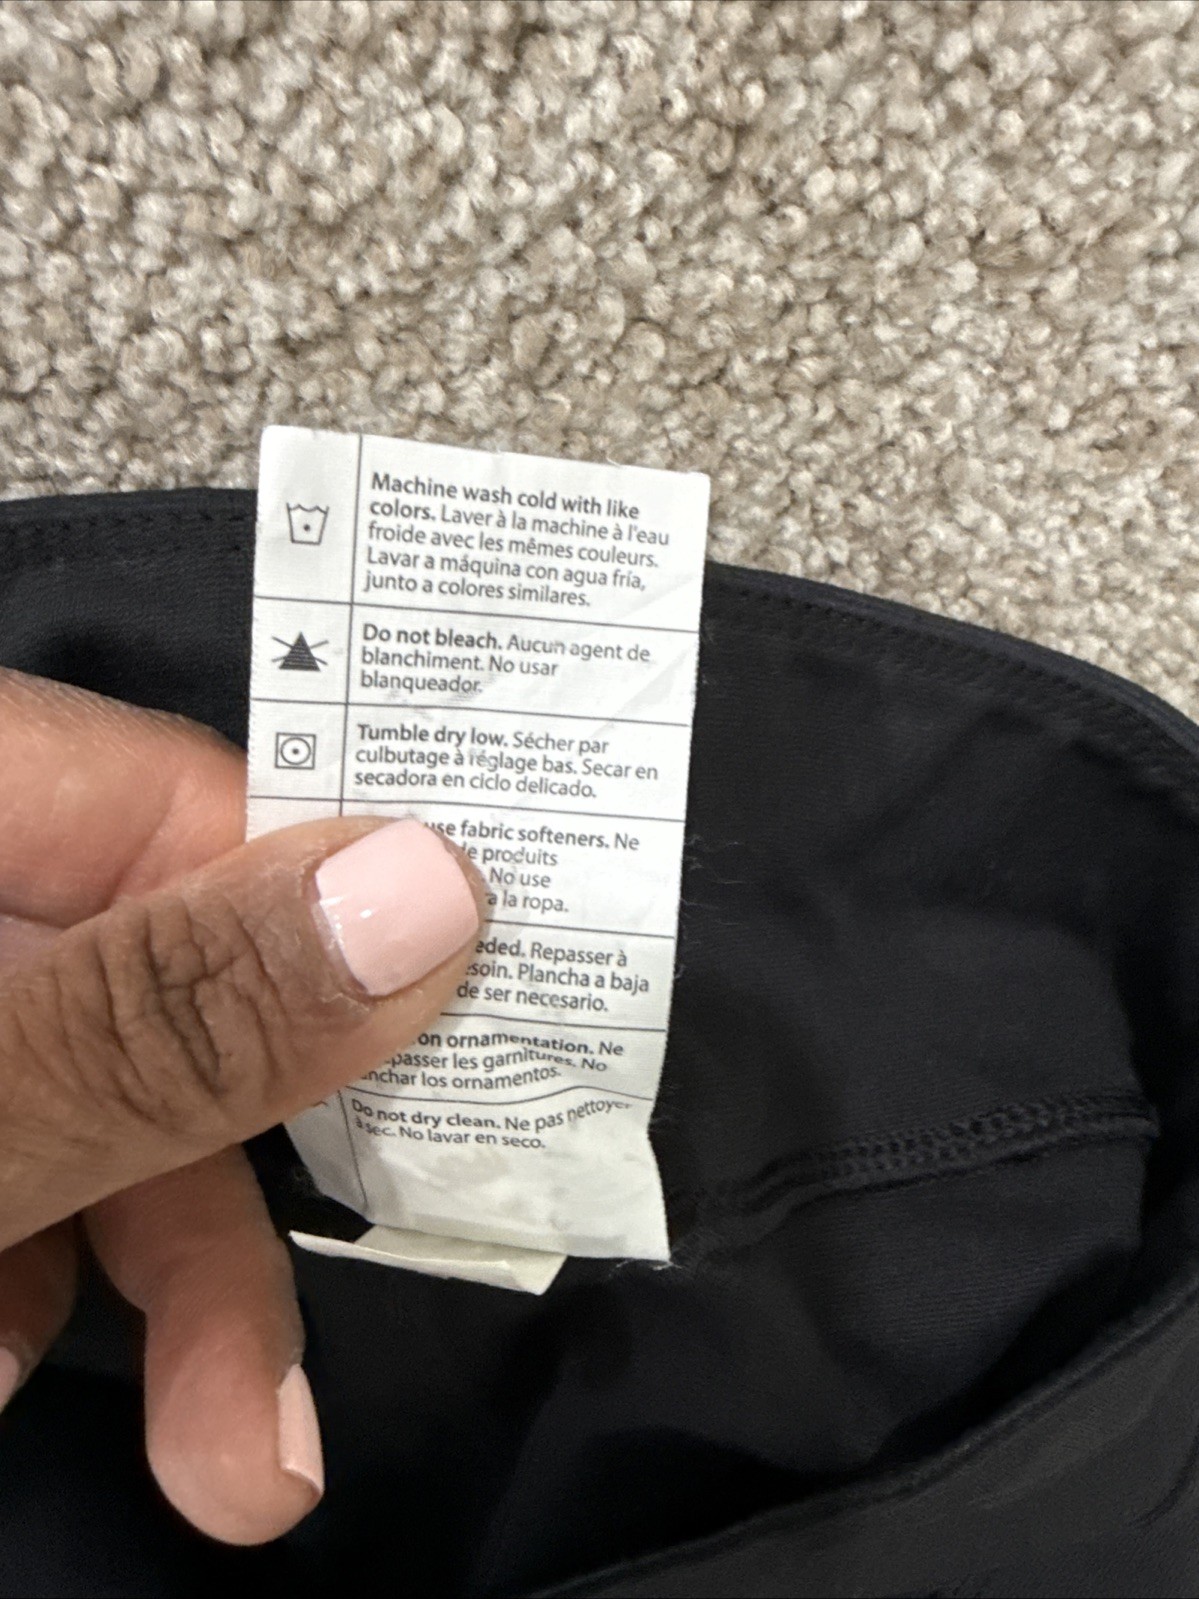 Machine wash cold with like
colors. Laver à la machine à l'eau
froide avec les mêmes couleurs.
Lavar a máquina con agua fría,
junto a colores similares.
Do not bleach. Aucun agent de
blanchiment. No usar
blanqueador.
Tumble dry low. Sécher par
culbutage à réglage bas. Secar en
secadora en ciclo delicado.
use fabric softeners. Ne
produits
No use
a la ropa.
Repasser à
Plancha a baja
de ser necesario.
on ornamentation. Ne
les garnitures. No
los ornamentos.
Do not dry clean. Ne pas nettoyer
à sec. No lavar en seco.